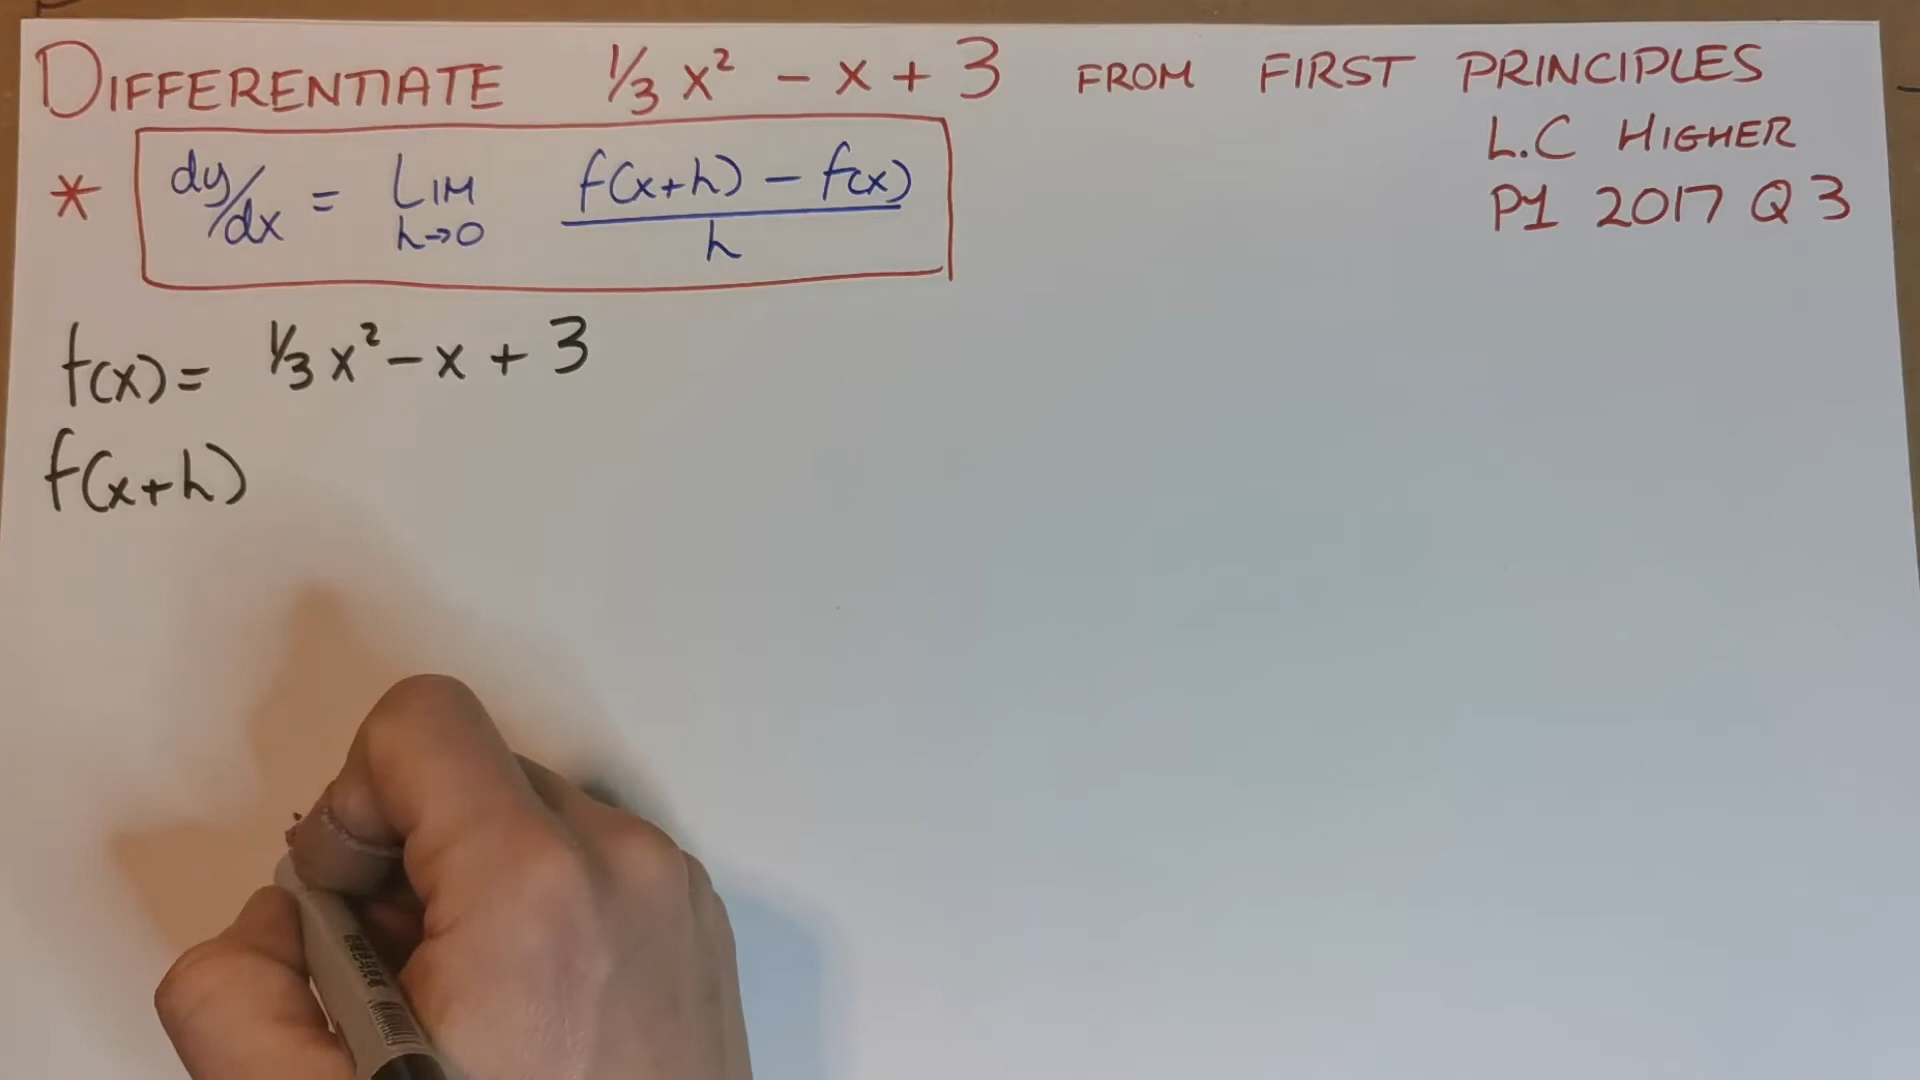 DIFFERENTIATE ⅓ x² - x + 3 FROM FIRST PRINCIPLES
L.C HIGHER
P1 2017 Q3
* dy/dx = LIM h→0 f(x+h) - f(x) / h
f(x) = ⅓ x² - x + 3
f(x+h)